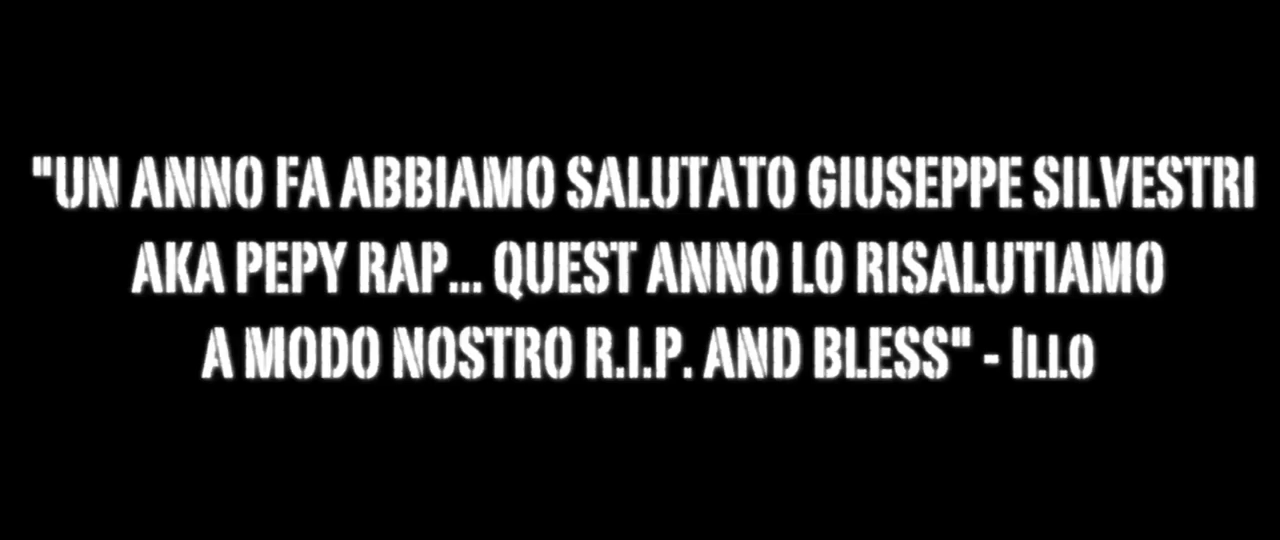 "UN ANNO FA ABBIAMO SALUTATO GIUSEPPE SILVESTRI
AKA PEPY RAP... QUEST ANNO LO RISALUTIAMO
A MODO NOSTRO R.I.P. AND BLESS" - Illo